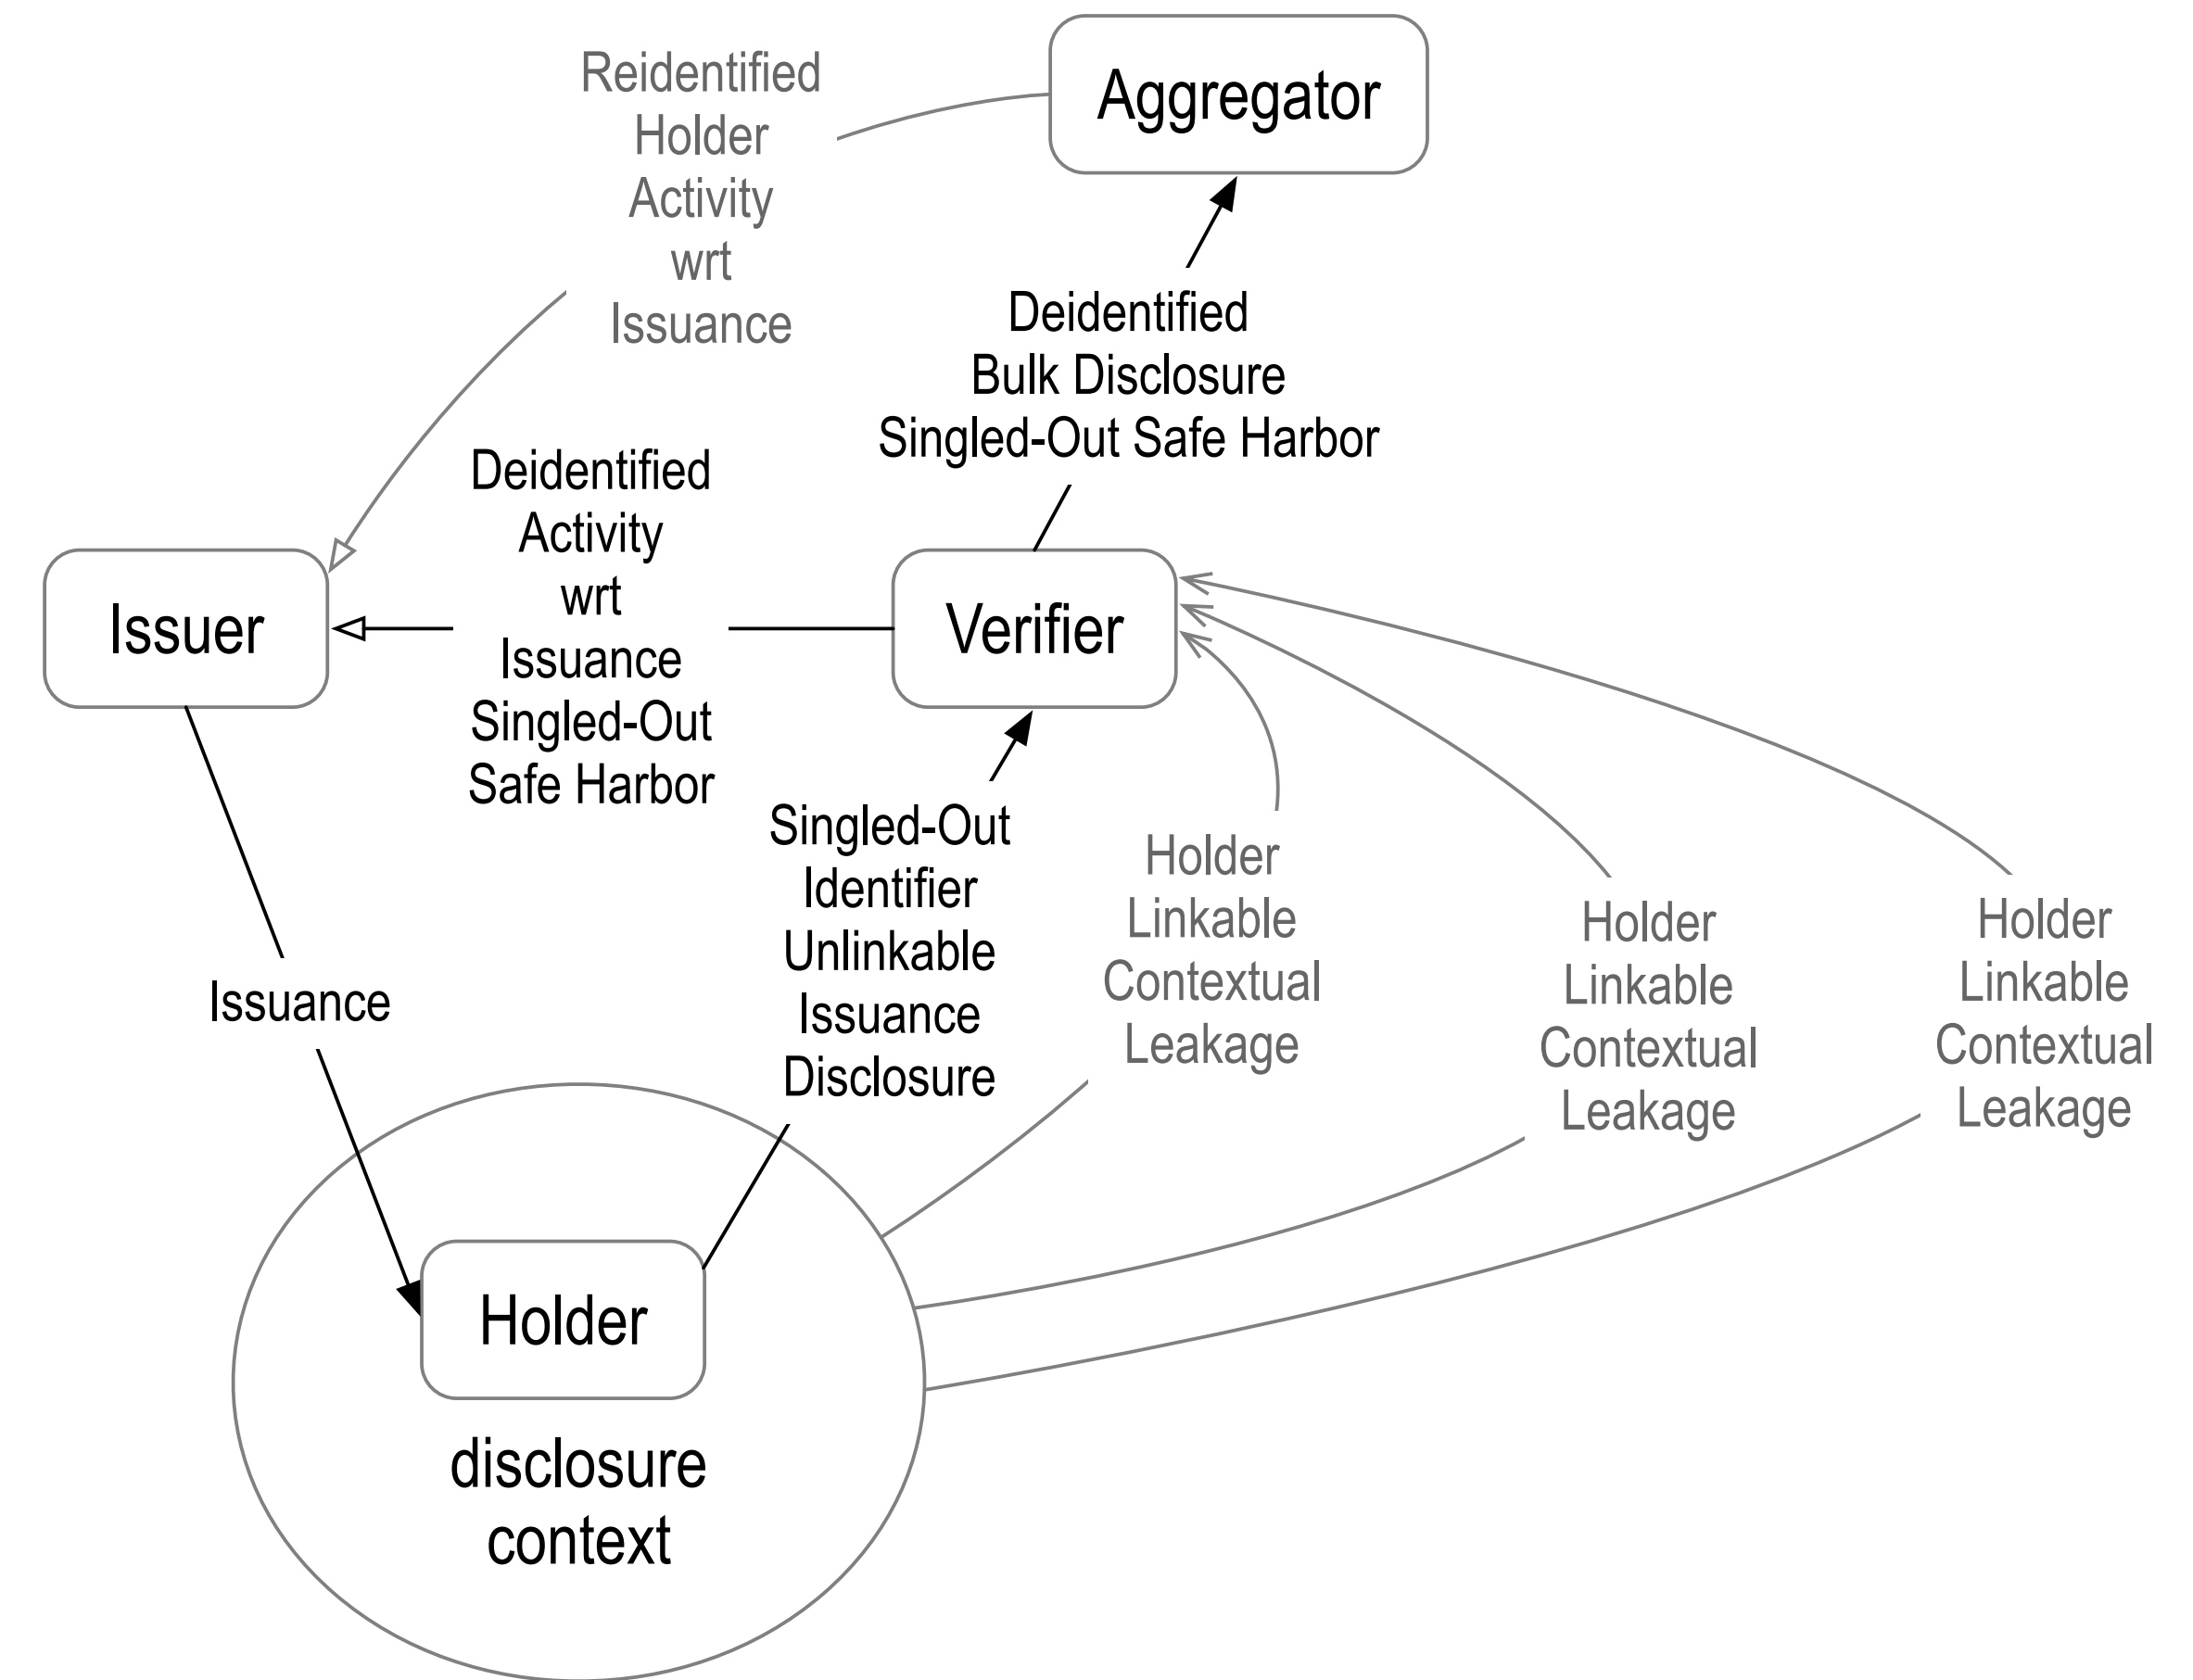 Aggregator
Reidentified
Holder
Activity
wrt
Issuance
Deidentified
Bulk Disclosure
Singled-Out Safe Harbor
Issuer
Deidentified
Activity
wrt
Issuance
Singled-Out
Safe Harbor
Verifier
Issuance
Singled-Out
Identifier
Unlinkable
Issuance
Disclosure
Holder
Linkable
Contextual
Leakage
Holder
Linkable
Contextual
Leakage
Holder
Linkable
Contextual
Leakage
Holder
disclosure
context